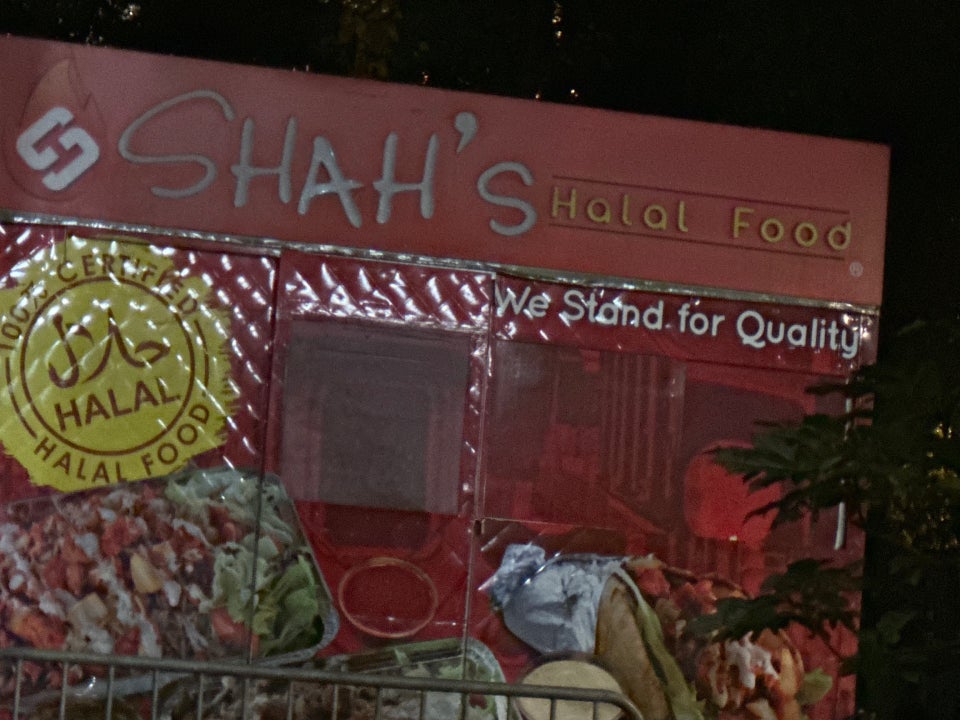 SHAH'S Halal Food ®
We Stand for Quality
100% CERTIFIED
حلال
HALAL
HALAL FOOD